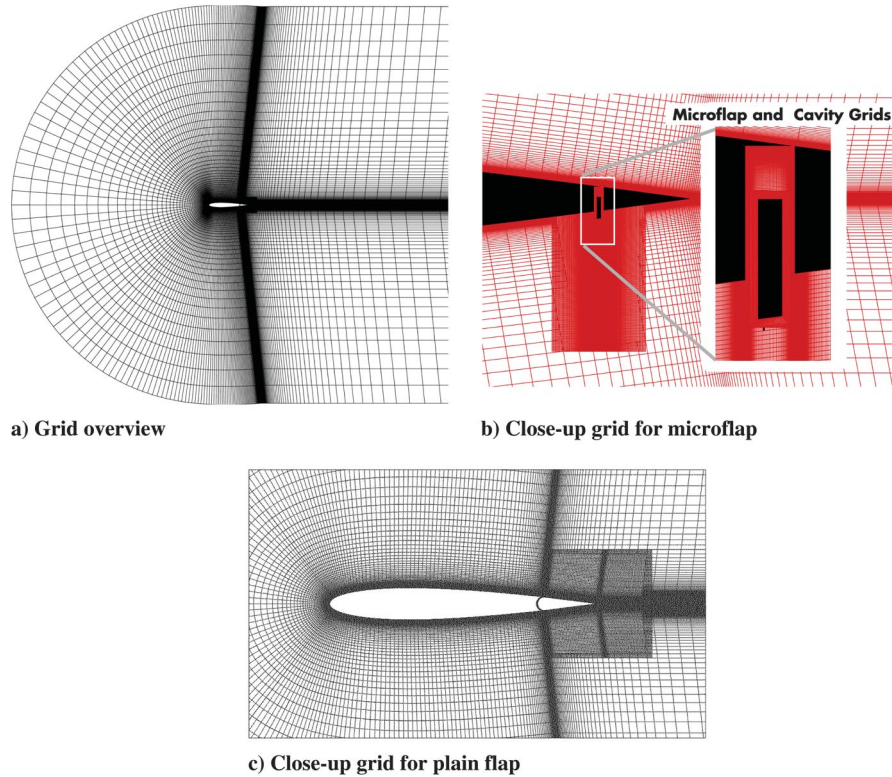 Microflap and Cavity Grids
a) Grid overview
b) Close-up grid for microflap
c) Close-up grid for plain flap